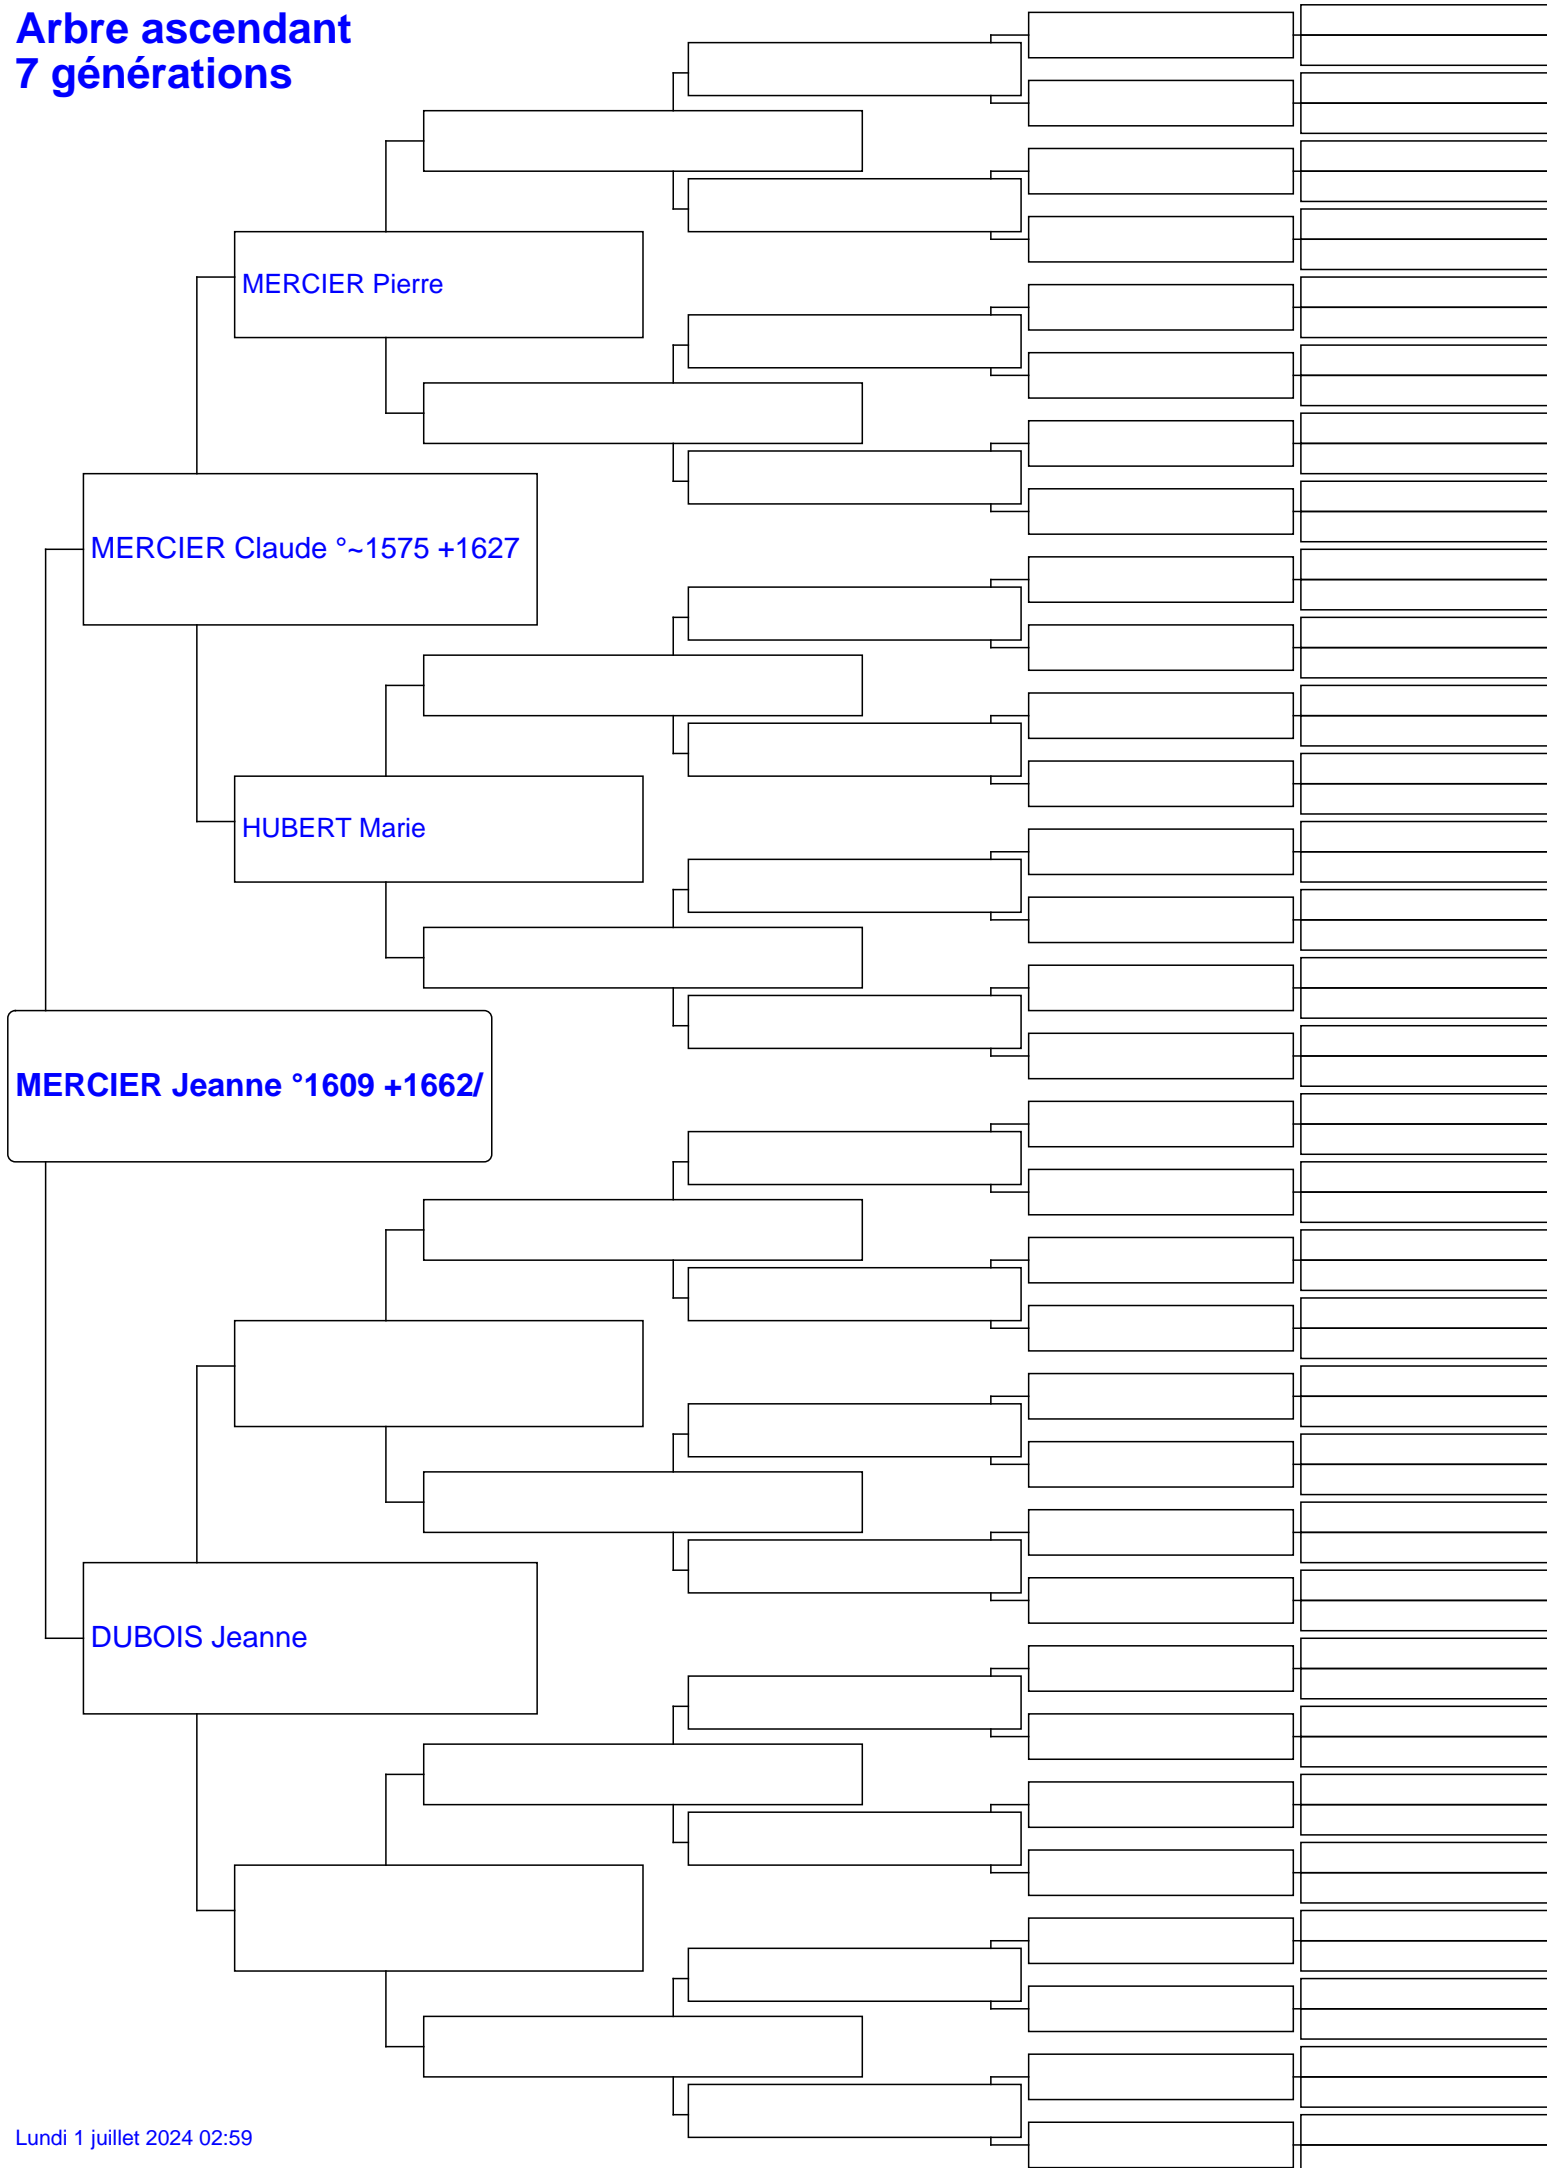 Arbre ascendant
7 générations
MERCIER Pierre
MERCIER Claude °~1575 +1627
HUBERT Marie
MERCIER Jeanne °1609 +1662/
DUBOIS Jeanne
Lundi 1 juillet 2024 02:59